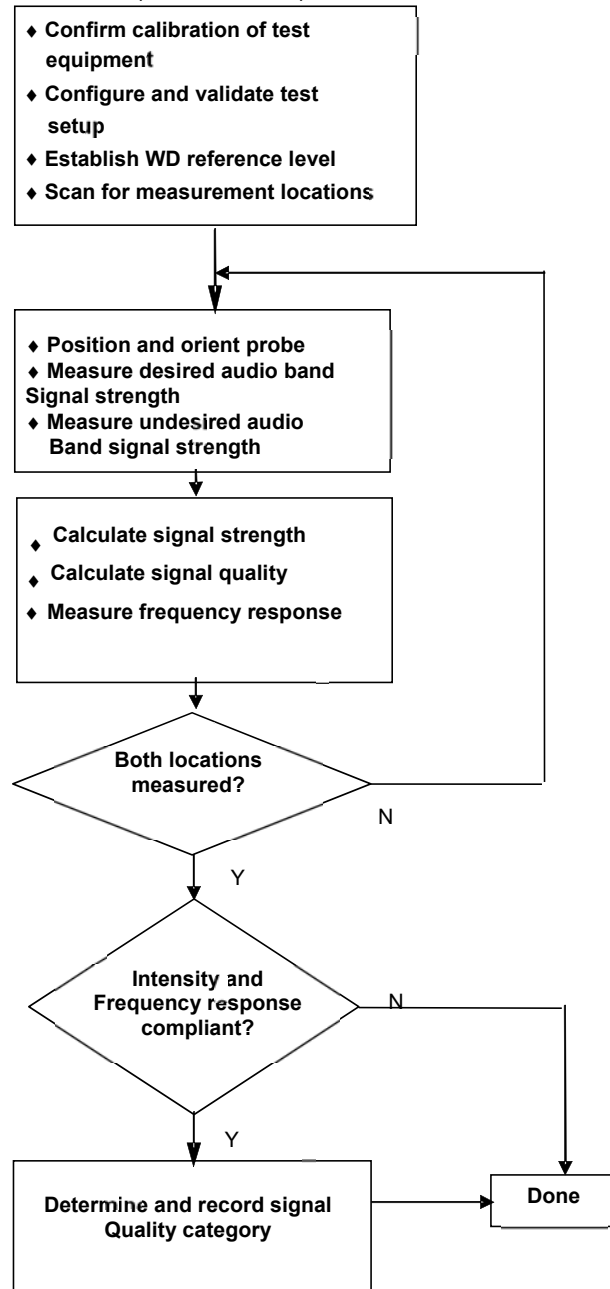 ♦ Confirm calibration of test
equipment
♦ Configure and validate test
setup
♦ Establish WD reference level
♦ Scan for measurement locations
♦ Position and orient probe
♦ Measure desired audio band
Signal strength
♦ Measure undesired audio
Band signal strength
♦ Calculate signal strength
♦ Calculate signal quality
♦ Measure frequency response
Both locations
measured?
N
Y
Intensity and
Frequency response
compliant?
N
Y
Determine and record signal
Quality category
Done